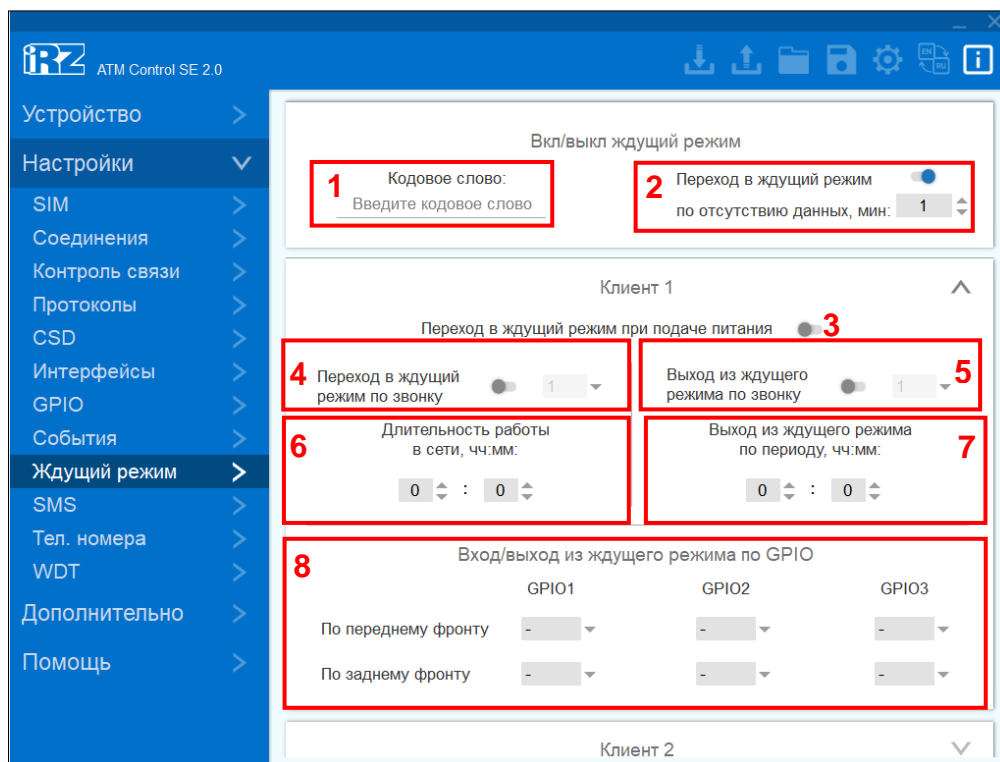 iRZ ATM Control SE 2.0
EN
RU
i
Устройство
Настройки
SIM
Соединения
Контроль связи
Протоколы
CSD
Интерфейсы
GPIO
События
Ждущий режим
SMS
Тел. номера
WDT
Дополнительно
Помощь
Вкл/выкл ждущий режим
1
Кодовое слово:
Введите кодовое слово
2
Переход в ждущий режим
по отсутствию данных, мин: 1
Клиент 1
Переход в ждущий режим при подаче питания 3
4
Переход в ждущий
режим по звонку
1
Выход из ждущего
режима по звонку
1
5
6
Длительность работы
в сети, чч:мм:
0 : 0
Выход из ждущего режима
по периоду, чч:мм:
7
0 : 0
8
Вход/выход из ждущего режима по GPIO
GPIO1 GPIO2 GPIO3
По переднему фронту - - -
По заднему фронту - - -
Клиент 2